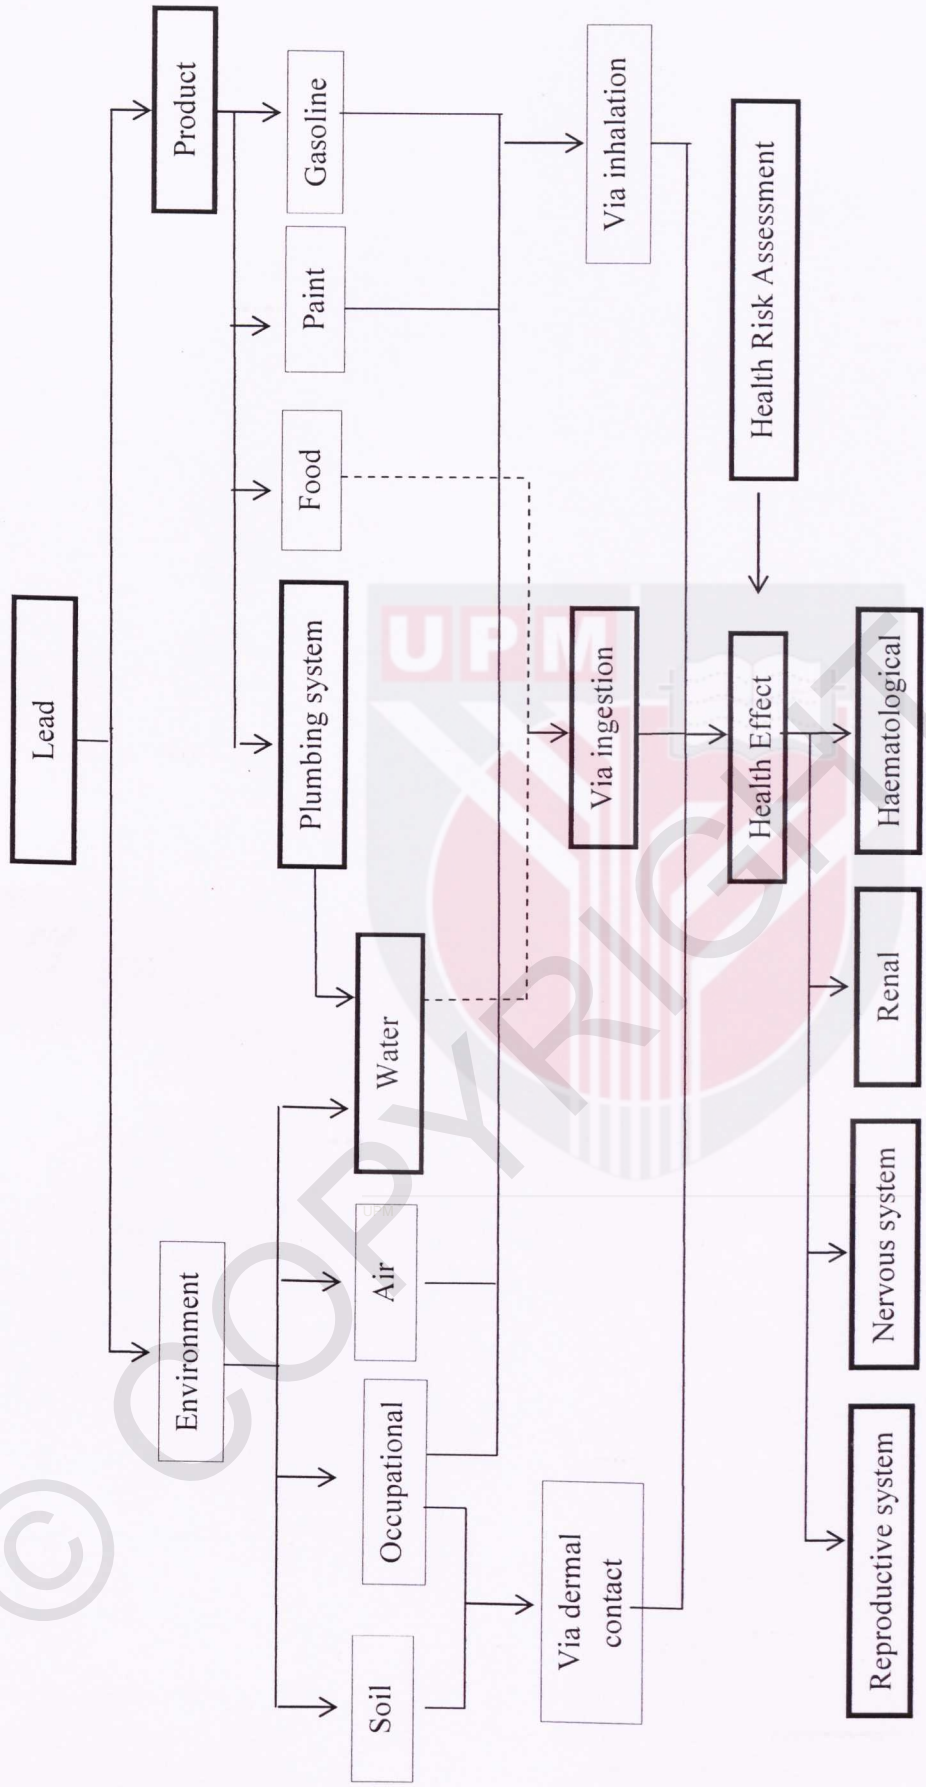 Lead
Environment
Product
Soil
Occupational
Air
Water
Plumbing system
Food
Paint
Gasoline
Via dermal
contact
Via ingestion
Via inhalation
Health Effect
Health Risk Assessment
Reproductive system
Nervous system
Renal
Haematological
UPM
© COPYRIGHT
UPM